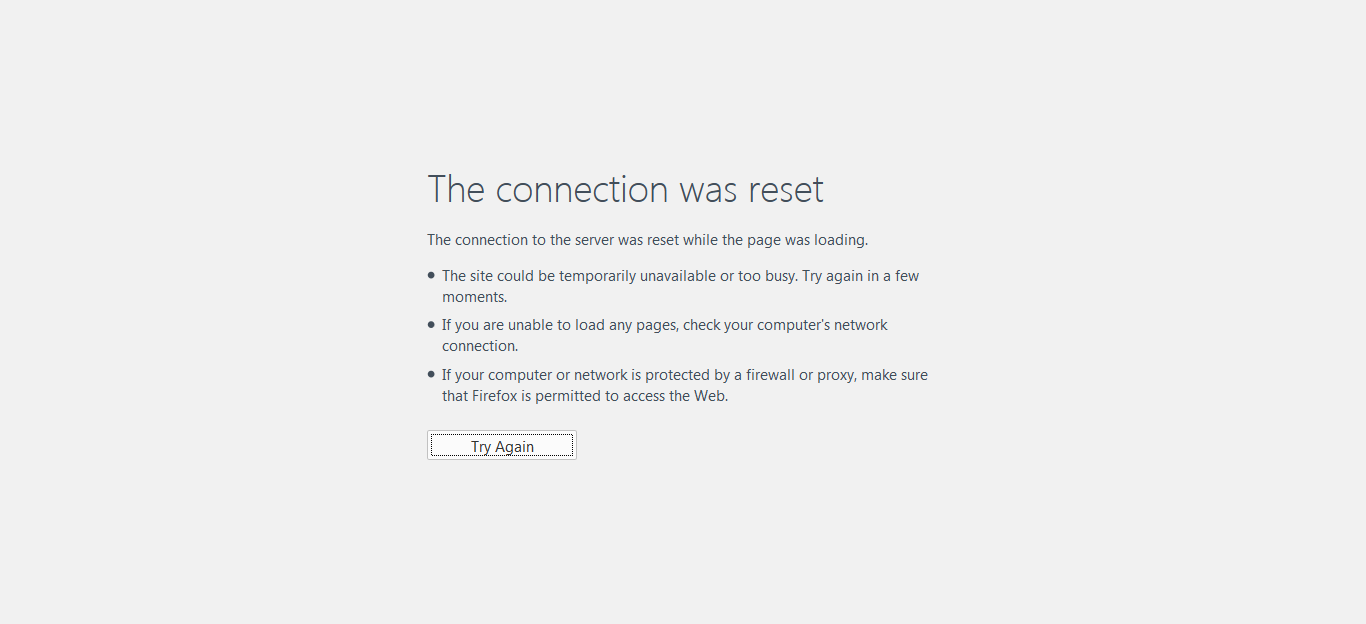 The connection was reset
The connection to the server was reset while the page was loading.
The site could be temporarily unavailable or too busy. Try again in a few
moments.
If you are unable to load any pages, check your computer's network
connection.
If your computer or network is protected by a firewall or proxy, make sure
that Firefox is permitted to access the Web.
Try Again